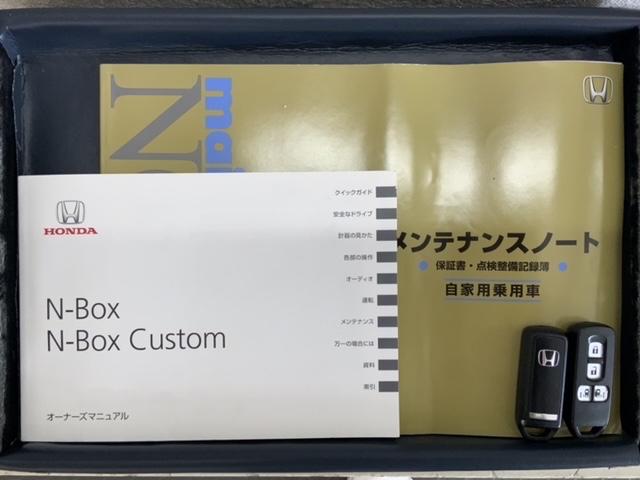 HONDA
N-Box
N-Box Custom
オーナーズマニュアル
クイックガイド
安全なドライブ
計器の見かた
各部の操作
オーディオ
運転
メンテナンス
万一の場合には
資料
索引
メンテナンスノート
保証書・点検整備記録簿
自家用乗用車